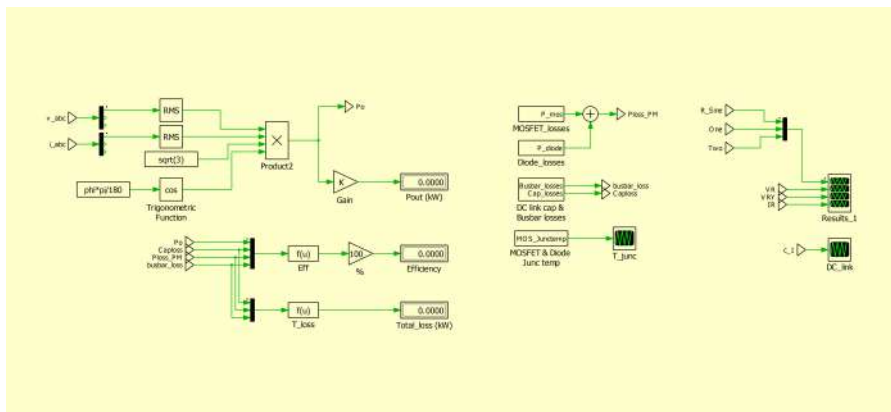 v_abc
i_abc
RMS
RMS
sqrt(3)
phi*pi/180
cos
Trigonometric
Function
Product2
Po
K
Gain
0.0000
Pout (kW)
Po
Caploss
Ploss_PM
busbar_loss
f(u)
Eff
100
%
0.0000
Efficiency
f(u)
T_loss
0.0000
Total_loss (kW)
P_mos
MOSFET_losses
P_diode
Diode_losses
Ploss_PM
Busbar_losses
Cap_losses
DC link cap &
Busbar losses
busbar_loss
Caploss
MOS_Junctemp
MOSFET & Diode
Junc temp
T_Junc
R_Sine
One
Two
VR
VRY
IR
Results_1
DC_link